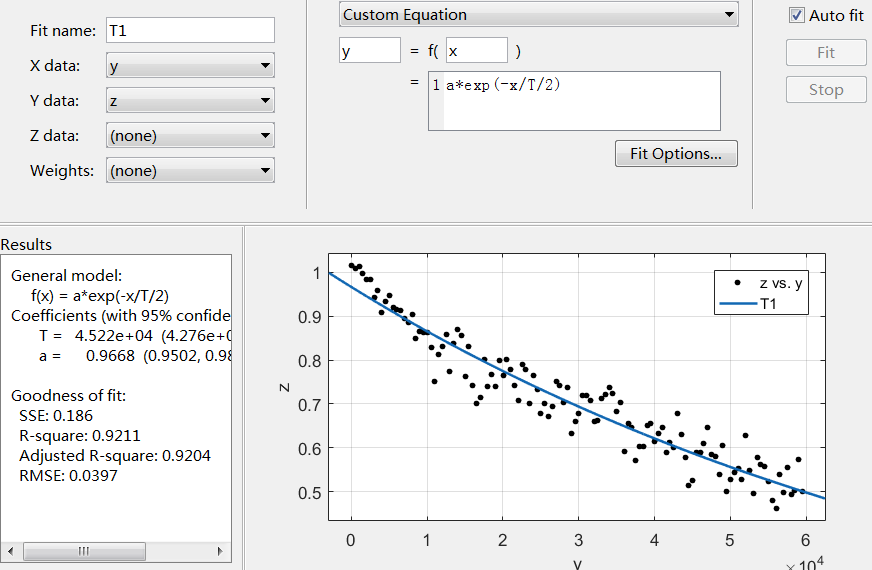 Fit name: T1
X data: y
Y data: z
Z data: (none)
Weights: (none)
Custom Equation
y = f( x )
= 1 a*exp(-x/T/2)
Fit Options...
Auto fit
Fit
Stop
Results
General model:
f(x) = a*exp(-x/T/2)
Coefficients (with 95% confide
T = 4.522e+04 (4.276e+0
a = 0.9668 (0.9502, 0.98
Goodness of fit:
SSE: 0.186
R-square: 0.9211
Adjusted R-square: 0.9204
RMSE: 0.0397
z vs. y
T1
1
0.9
0.8
0.7
0.6
0.5
z
0 1 2 3 4 5 6
y
×10^4